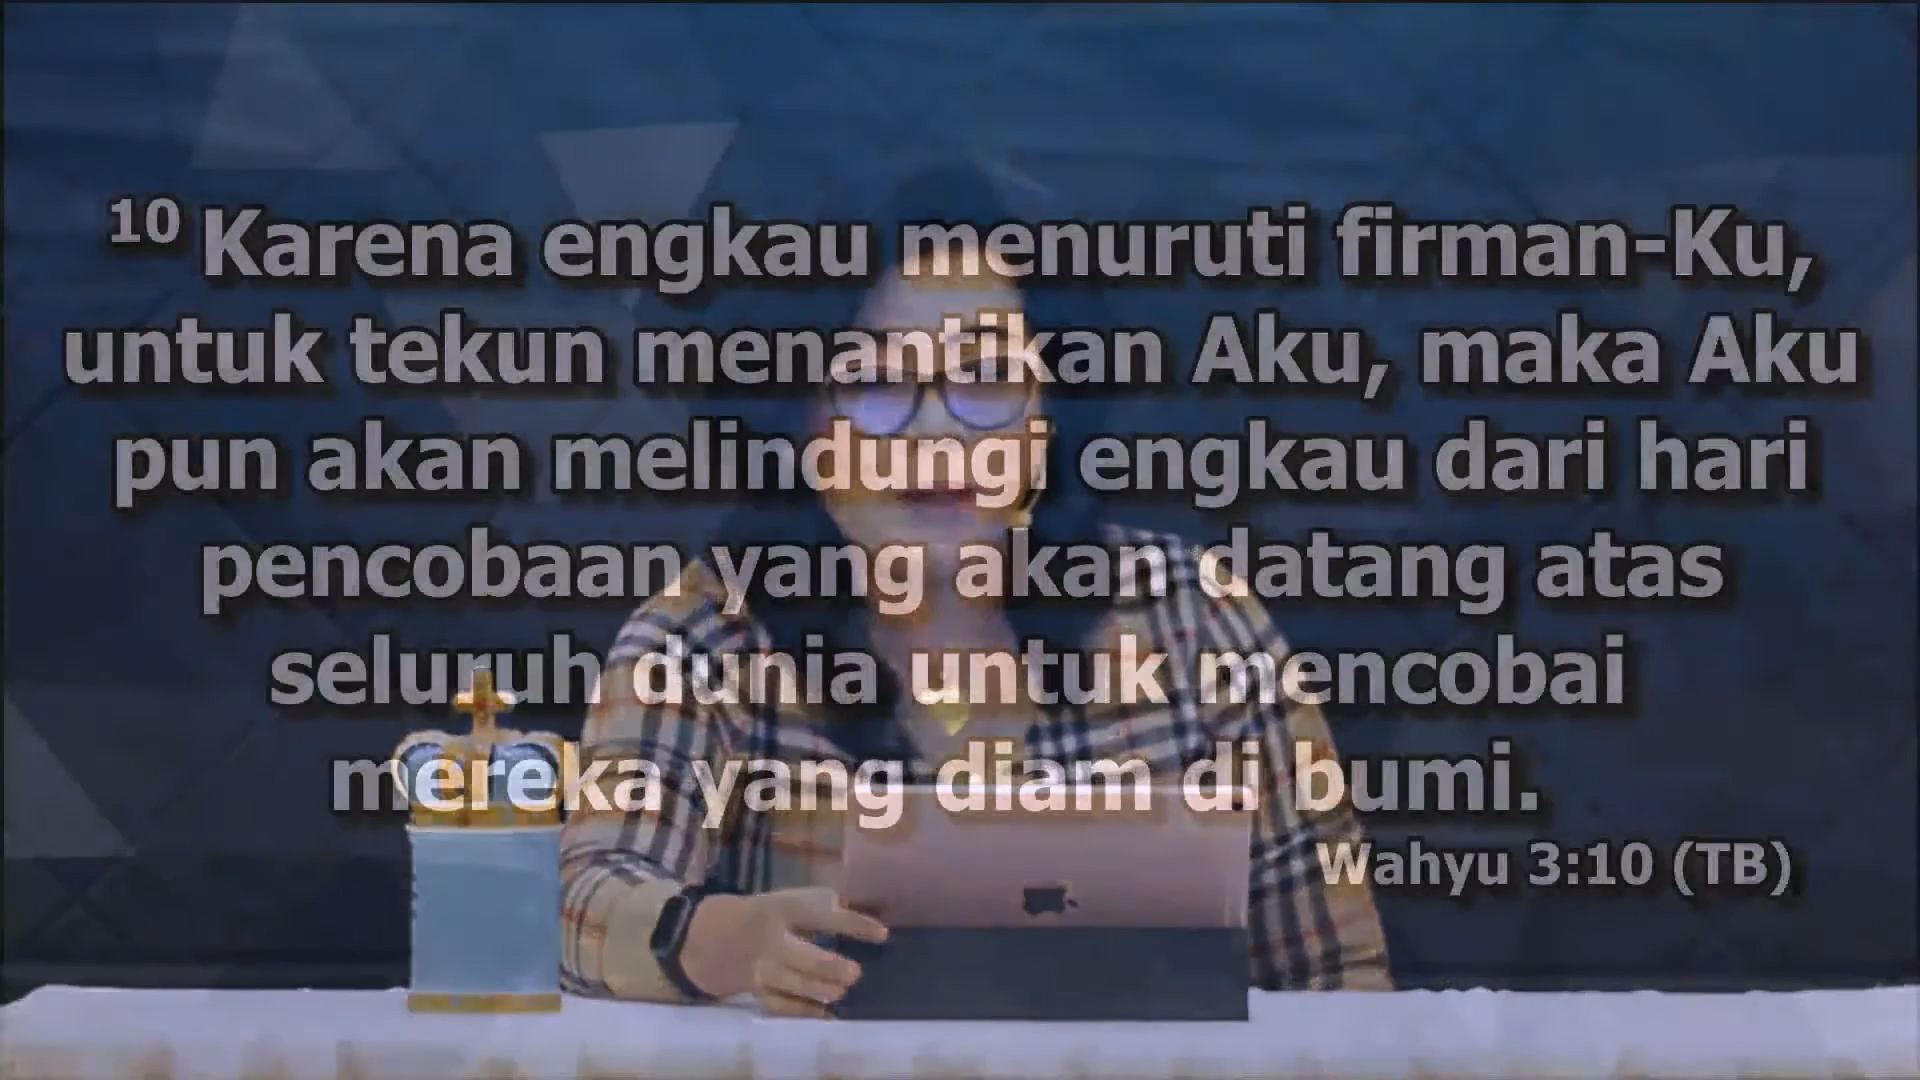 10 Karena engkau menuruti firman-Ku,
untuk tekun menantikan Aku, maka Aku
pun akan melindungi engkau dari hari
pencobaan yang akan datang atas
seluruh dunia untuk mencobai
mereka yang diam di bumi.
Wahyu 3:10 (TB)